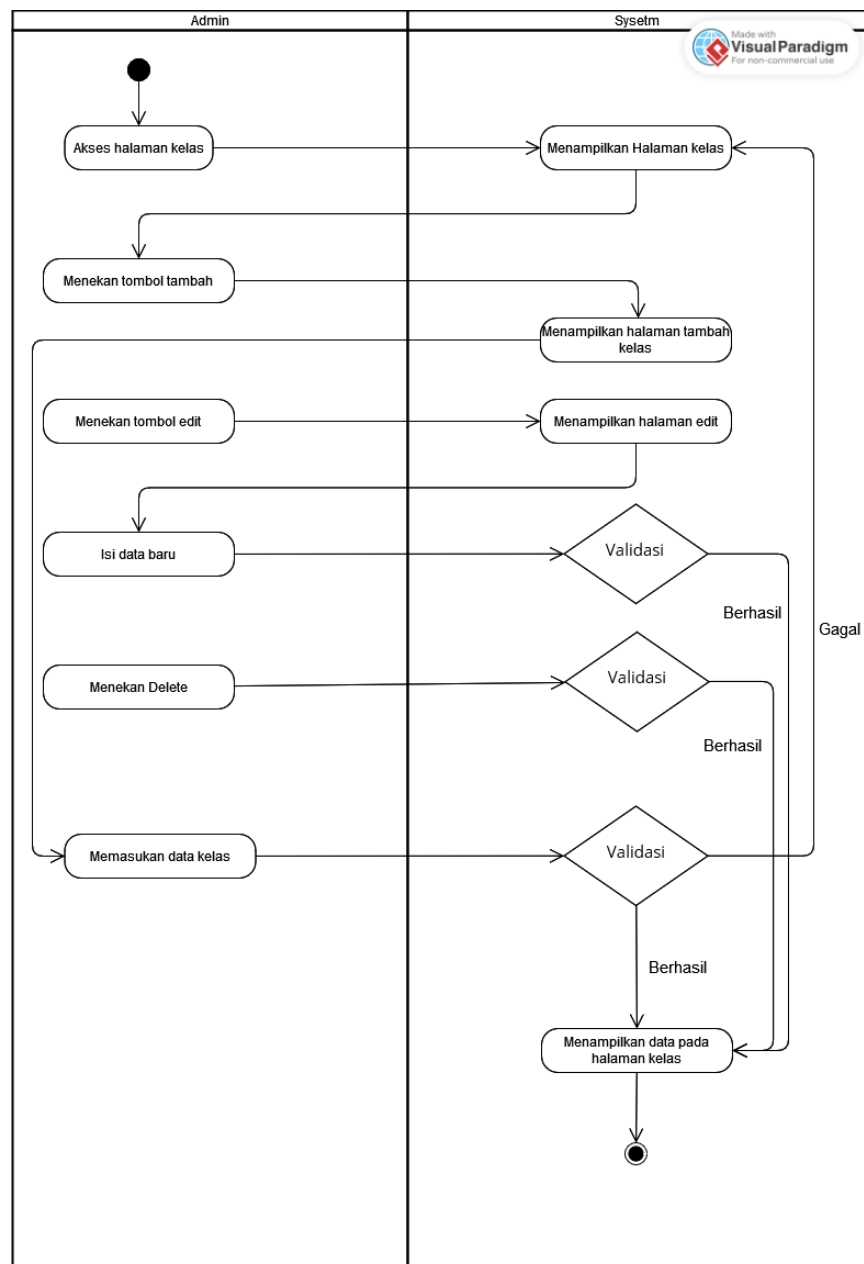 Admin
Sysetm
Made with
Visual Paradigm
For non-commercial use
Akses halaman kelas
Menampilkan Halaman kelas
Menekan tombol tambah
Menampilkan halaman tambah
kelas
Menekan tombol edit
Menampilkan halaman edit
Isi data baru
Validasi
Berhasil
Gagal
Menekan Delete
Validasi
Berhasil
Memasukan data kelas
Validasi
Berhasil
Menampilkan data pada
halaman kelas